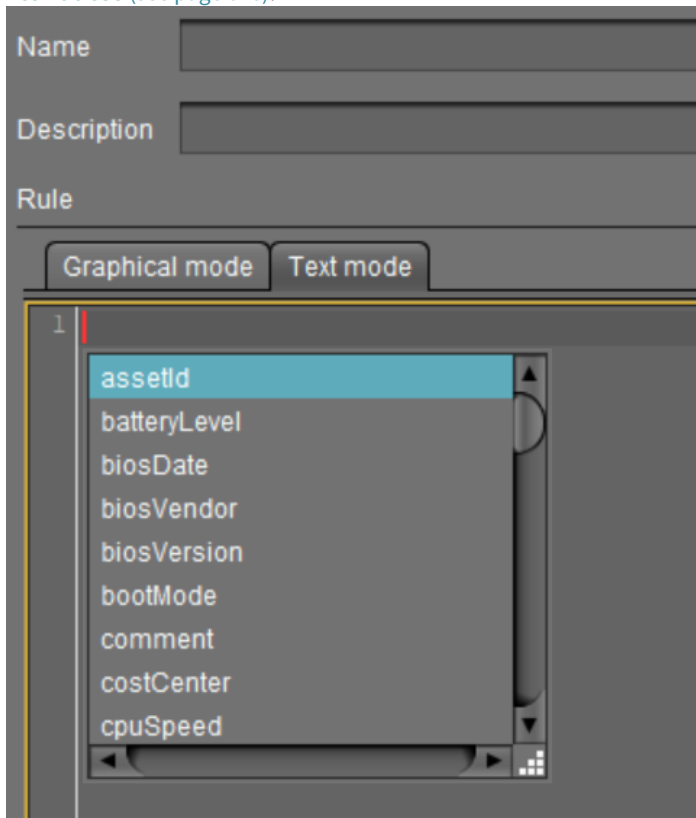 Name
Description
Rule
Graphical mode Text mode
1
assetId
batteryLevel
biosDate
biosVendor
biosVersion
bootMode
comment
costCenter
cpuSpeed